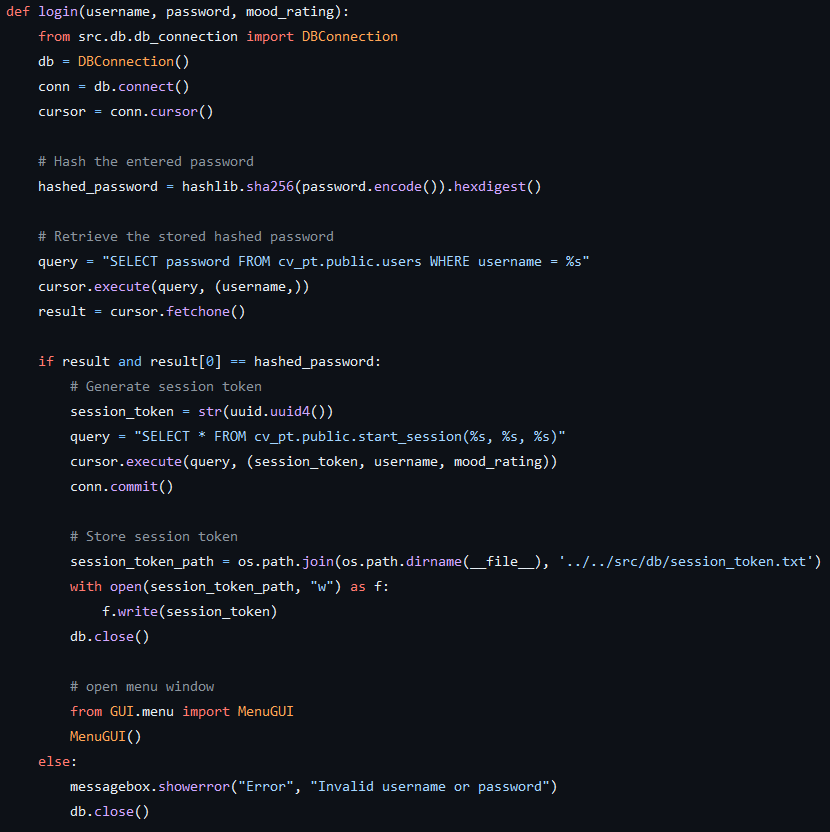 def login(username, password, mood_rating):
    from src.db.db_connection import DBConnection
    db = DBConnection()
    conn = db.connect()
    cursor = conn.cursor()

    # Hash the entered password
    hashed_password = hashlib.sha256(password.encode()).hexdigest()

    # Retrieve the stored hashed password
    query = "SELECT password FROM cv_pt.public.users WHERE username = %s"
    cursor.execute(query, (username,))
    result = cursor.fetchone()

    if result and result[0] == hashed_password:
        # Generate session token
        session_token = str(uuid.uuid4())
        query = "SELECT * FROM cv_pt.public.start_session(%s, %s, %s)"
        cursor.execute(query, (session_token, username, mood_rating))
        conn.commit()

        # Store session token
        session_token_path = os.path.join(os.path.dirname(__file__), '../../src/db/session_token.txt')
        with open(session_token_path, "w") as f:
            f.write(session_token)
        db.close()

        # open menu window
        from GUI.menu import MenuGUI
        MenuGUI()
    else:
        messagebox.showerror("Error", "Invalid username or password")
        db.close()